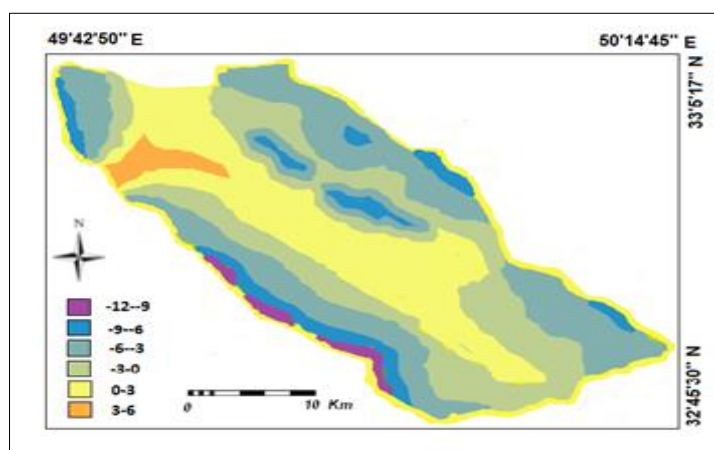 49°42'50" E
50°14'45" E
33°5'17" N
N
-12--9
-9--6
-6--3
-3-0
0-3
3-6
0
10
Km
32°45'30" N